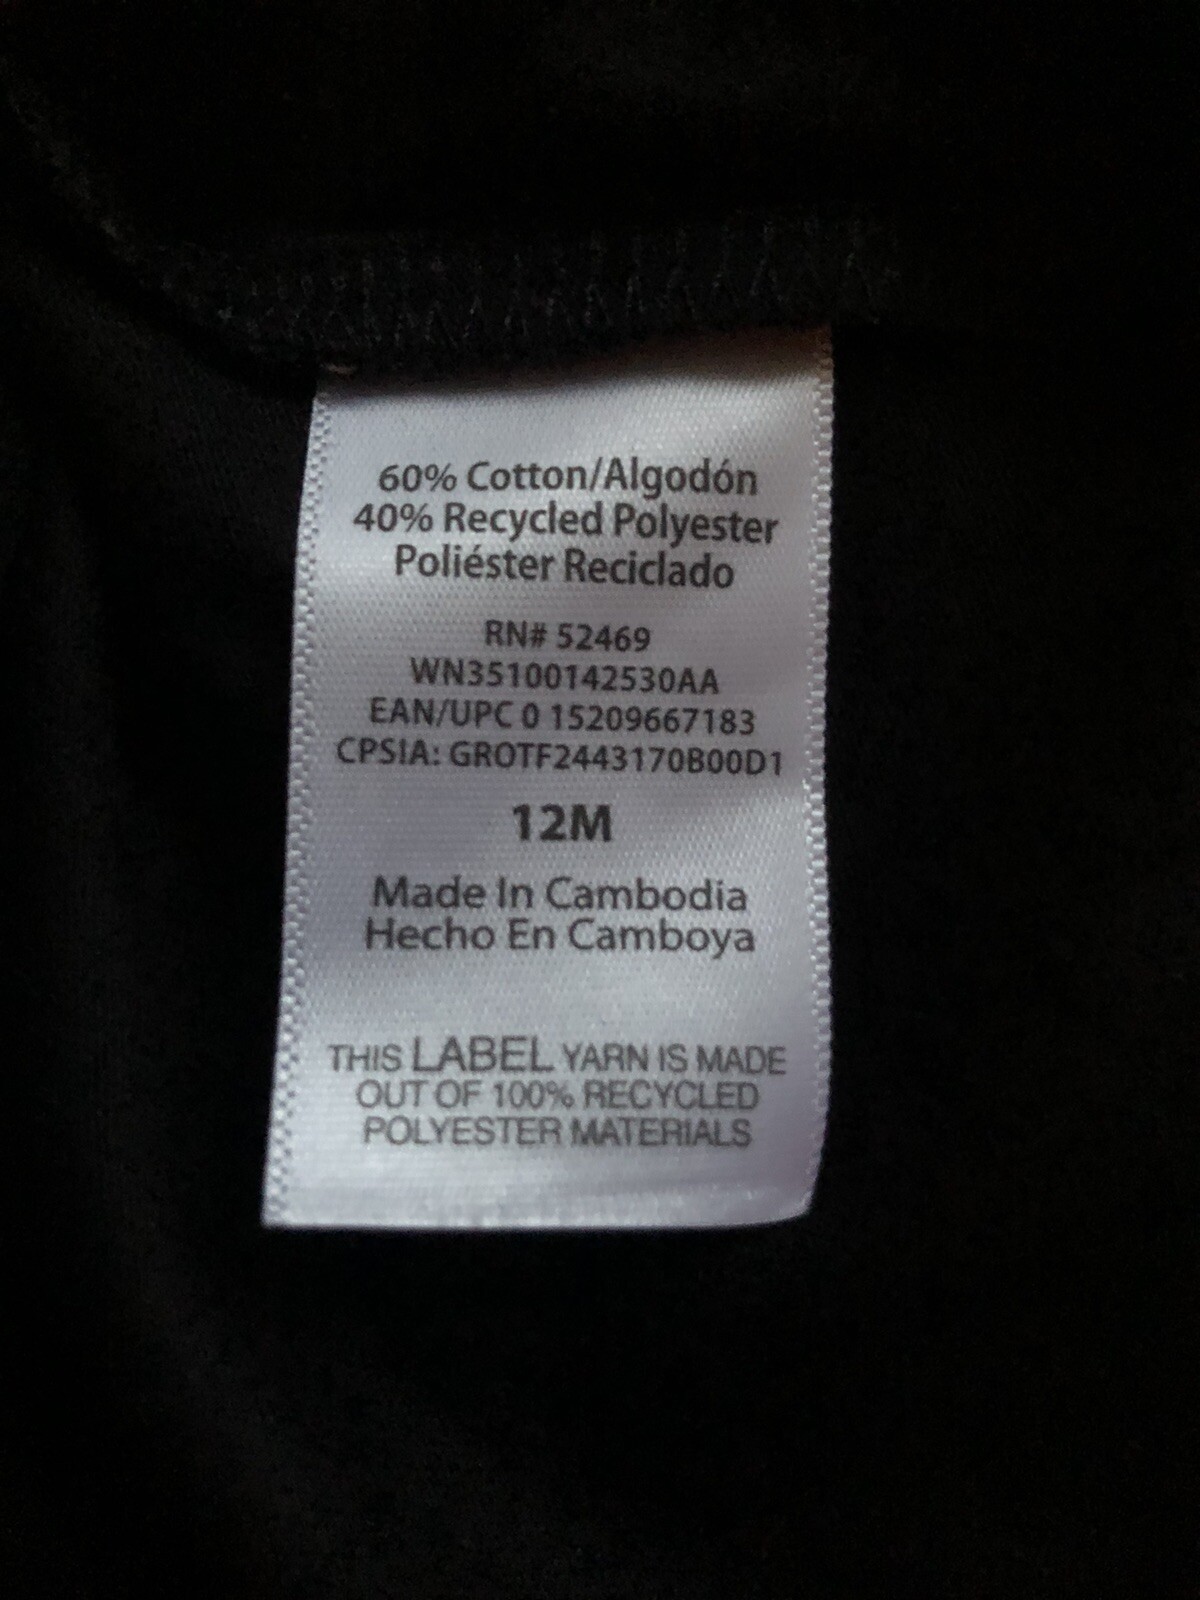 60% Cotton/Algodón
40% Recycled Polyester
Poliéster Reciclado
RN# 52469
WN35100142530AA
EAN/UPC 0 15209667183
CPSIA: GROTF2443170B00D1
12M
Made In Cambodia
Hecho En Camboya
THIS LABEL YARN IS MADE
OUT OF 100% RECYCLED
POLYESTER MATERIALS